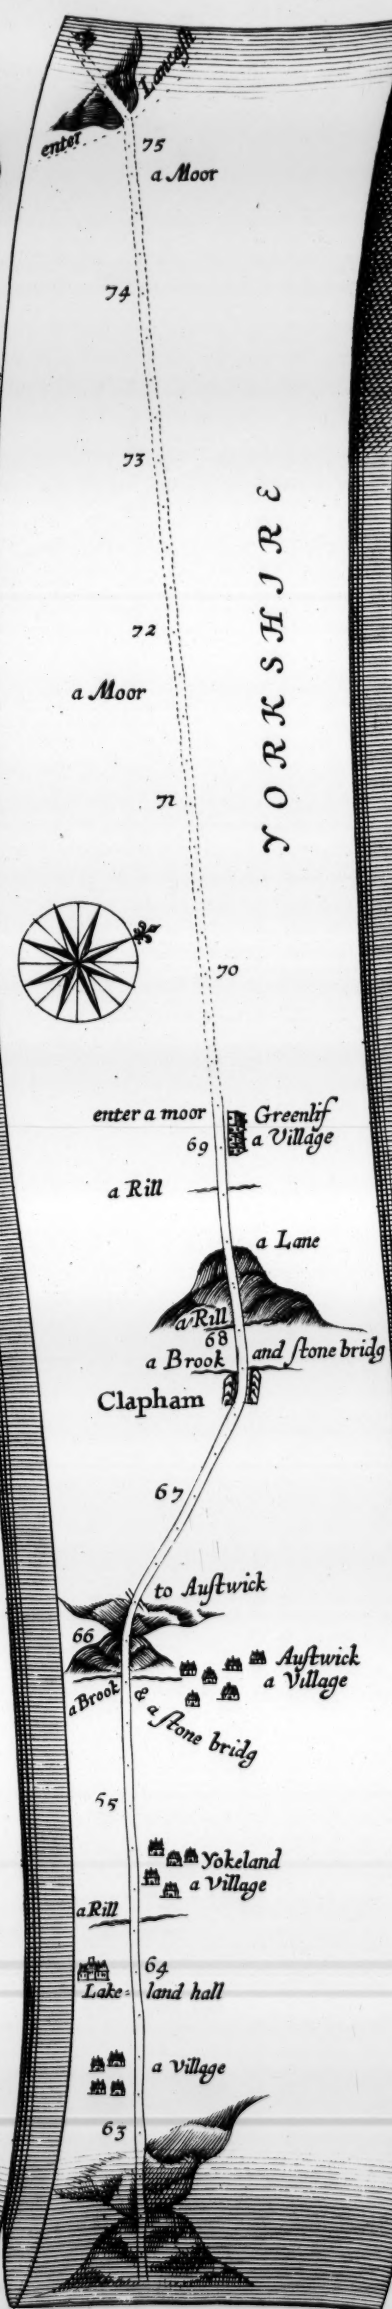 enter Lancaſh
75
a Moor
74
73
YORKSHIRE
72
a Moor
71
70
enter a moor
Greenliſ
a Village
69
a Rill
a Lane
a Rill
68
a Brook and ſtone bridg
Clapham
67
to Auſtwick
66
Auſtwick
a Village
a Brook & a ſtone bridg
65
Yokeland
a Village
a Rill
64
Lake-land hall
a Village
63